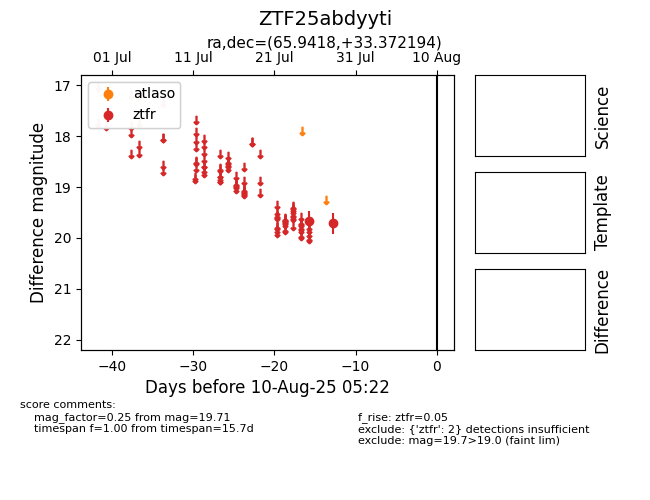 ZTF25abdyyti
ra,dec=(65.9418,+33.372194)
01 Jul 11 Jul 21 Jul 31 Jul 10 Aug
atlaso
ztfr
17
18
19
20
21
22
Difference magnitude
−40 −30 −20 −10 0
Days before 10-Aug-25 05:22
Science
Template
Difference
score comments:
mag_factor=0.25 from mag=19.71
timespan f=1.00 from timespan=15.7d
f_rise: ztfr=0.05
exclude: {'ztfr': 2} detections insufficient
exclude: mag=19.7>19.0 (faint lim)